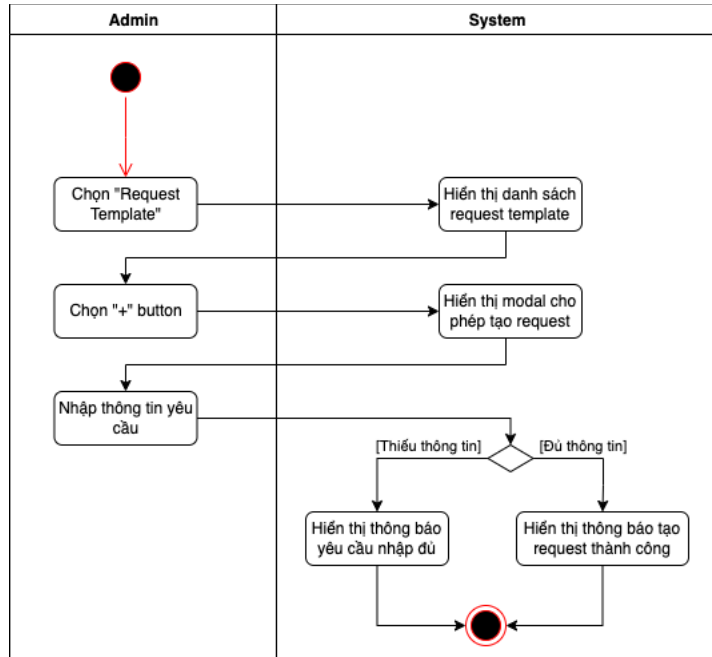 Admin
System
Chọn "Request
Template"
Hiển thị danh sách
request template
Chọn "+" button
Hiển thị modal cho
phép tạo request
Nhập thông tin yêu
cầu
[Thiếu thông tin]
[Đủ thông tin]
Hiển thị thông báo
yêu cầu nhập đủ
Hiển thị thông báo tạo
request thành công